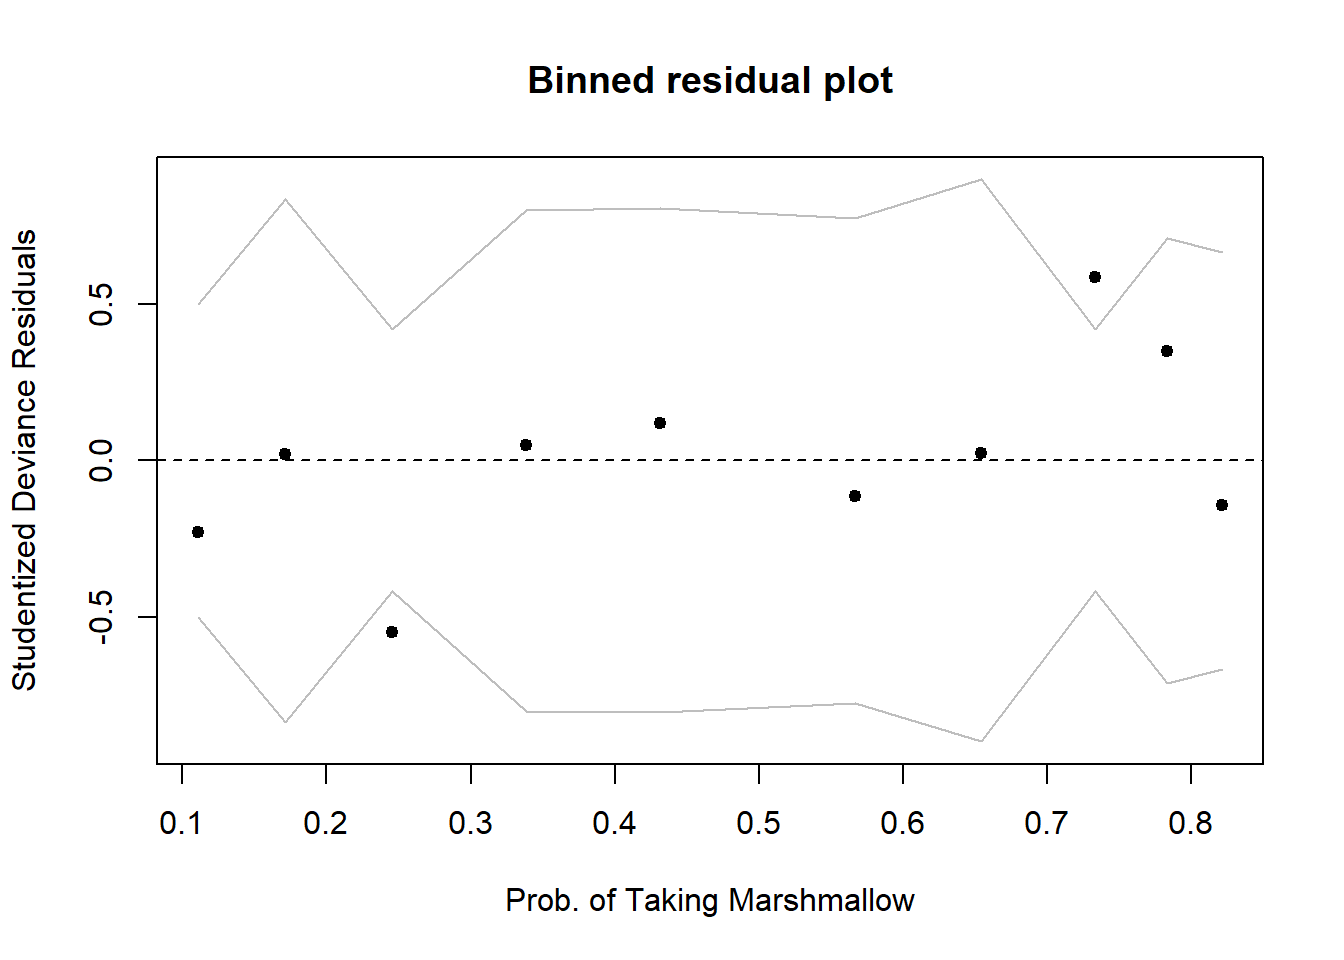 Binned residual plot
Studentized Deviance Residuals
0.5
0.0
-0.5
0.1 0.2 0.3 0.4 0.5 0.6 0.7 0.8
Prob. of Taking Marshmallow